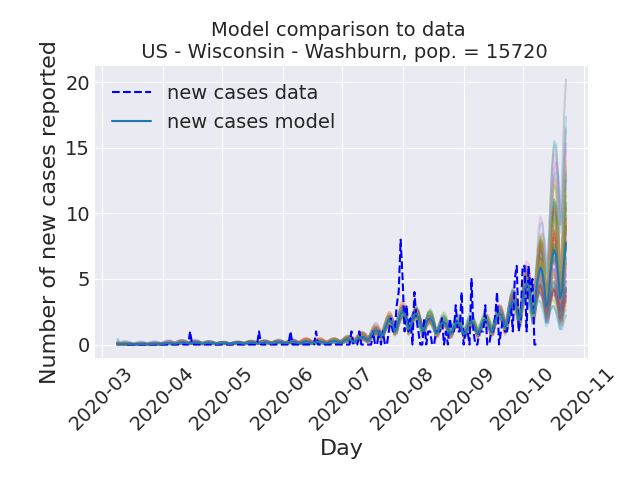 Model comparison to data
US - Wisconsin - Washburn, pop. = 15720
Number of new cases reported
20
15
10
5
0
new cases data
new cases model
2020-03
2020-04
2020-05
2020-06
2020-07
2020-08
2020-09
2020-10
2020-11
Day